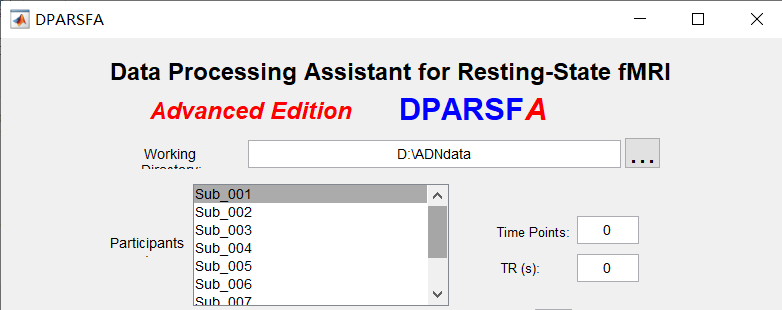 DPARSFA
Data Processing Assistant for Resting-State fMRI
Advanced Edition DPARSFA
Working
Directory:
D:\ADNdata
...
Participants
:
Sub_001
Sub_002
Sub_003
Sub_004
Sub_005
Sub_006
Sub_007
Time Points: 0
TR (s): 0